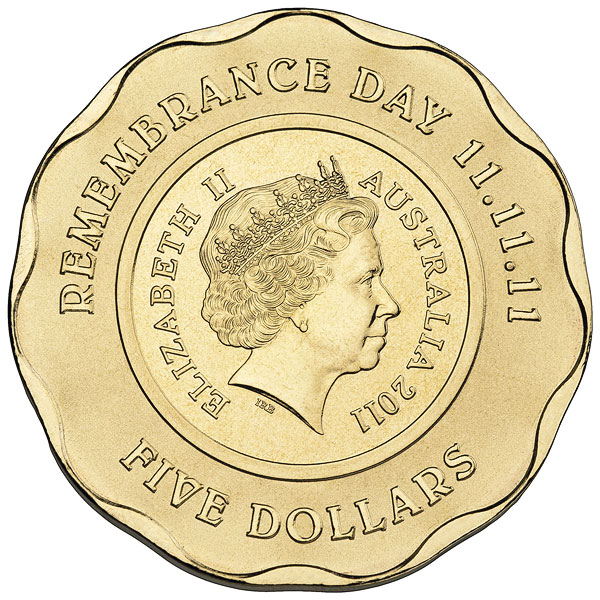 REMEMBRANCE DAY 11.11.11
ELIZABETH II
AUSTRALIA 2011
IRB
FIVE DOLLARS